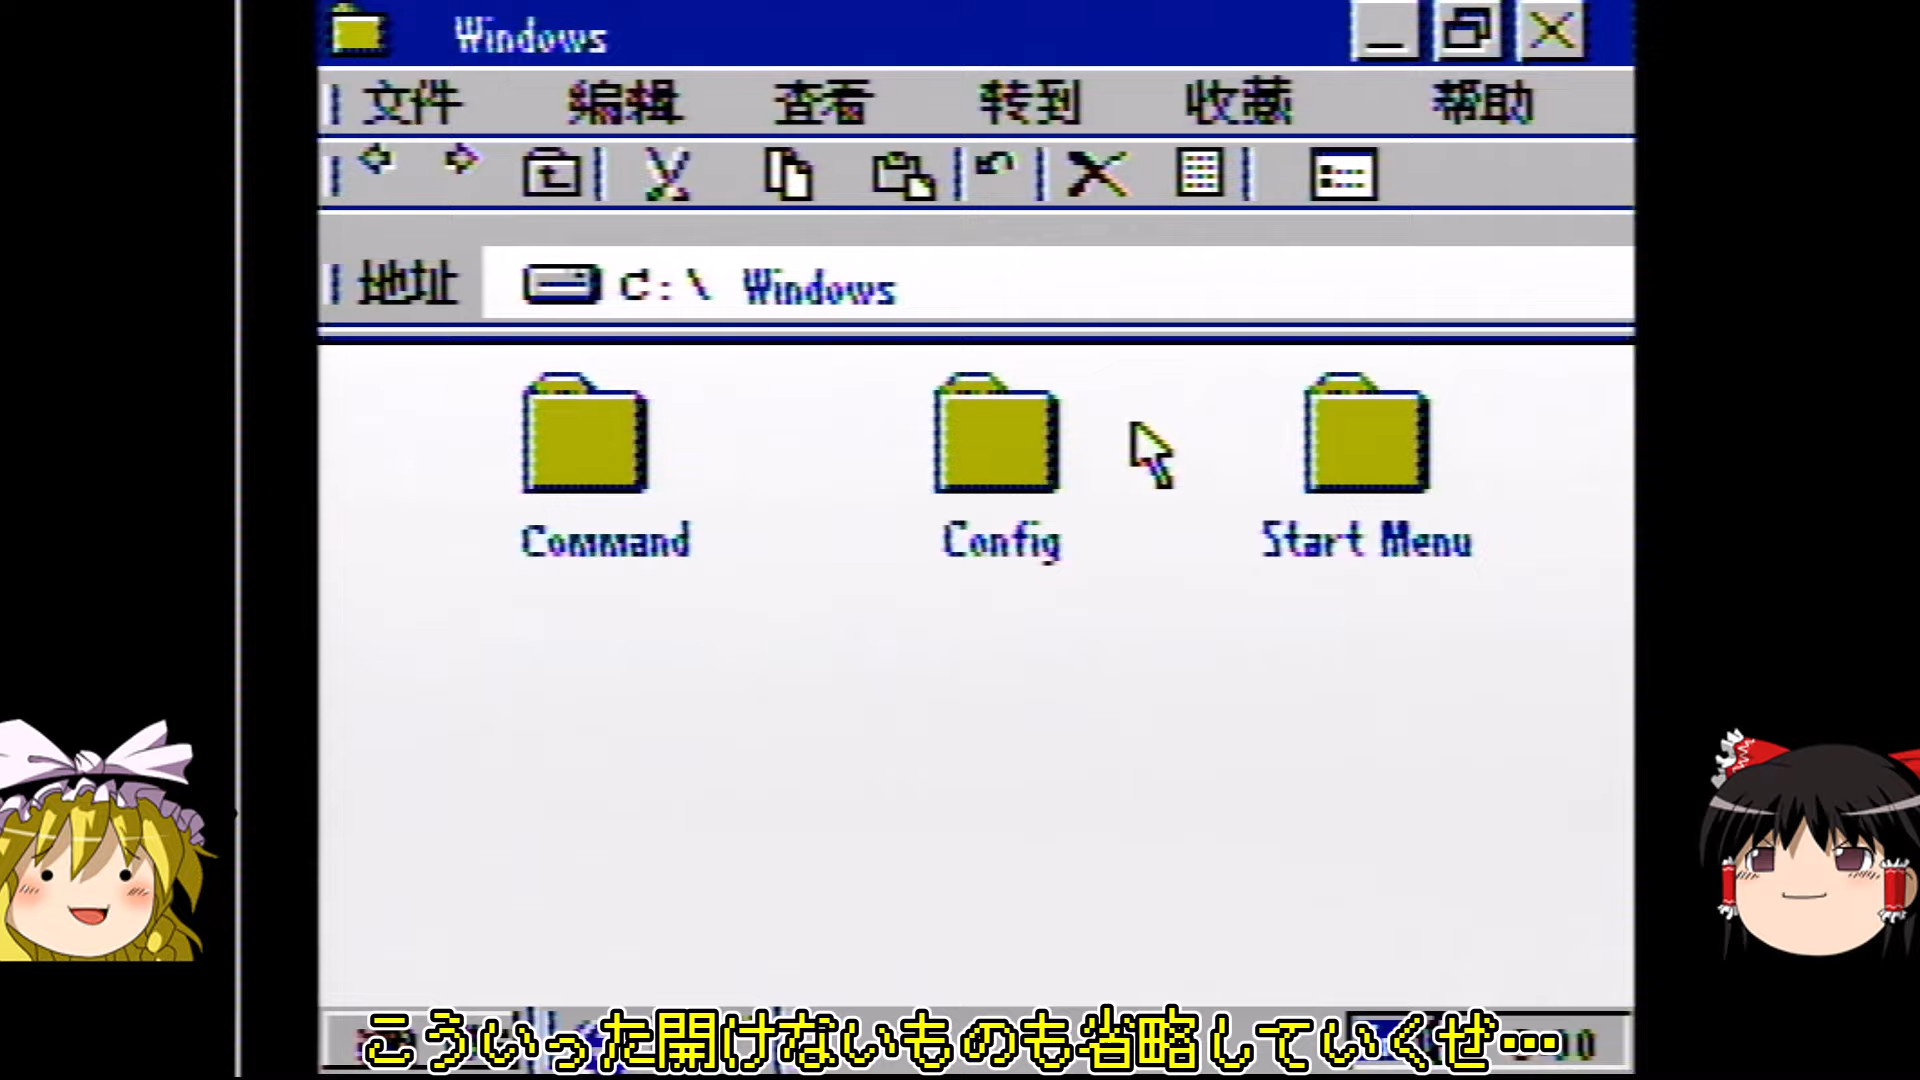 Windows
文件 编辑 查看 转到 收藏 帮助
地址 C:\ Windows
Command Config Start Menu
こういった開けないものも省略していくぜ…